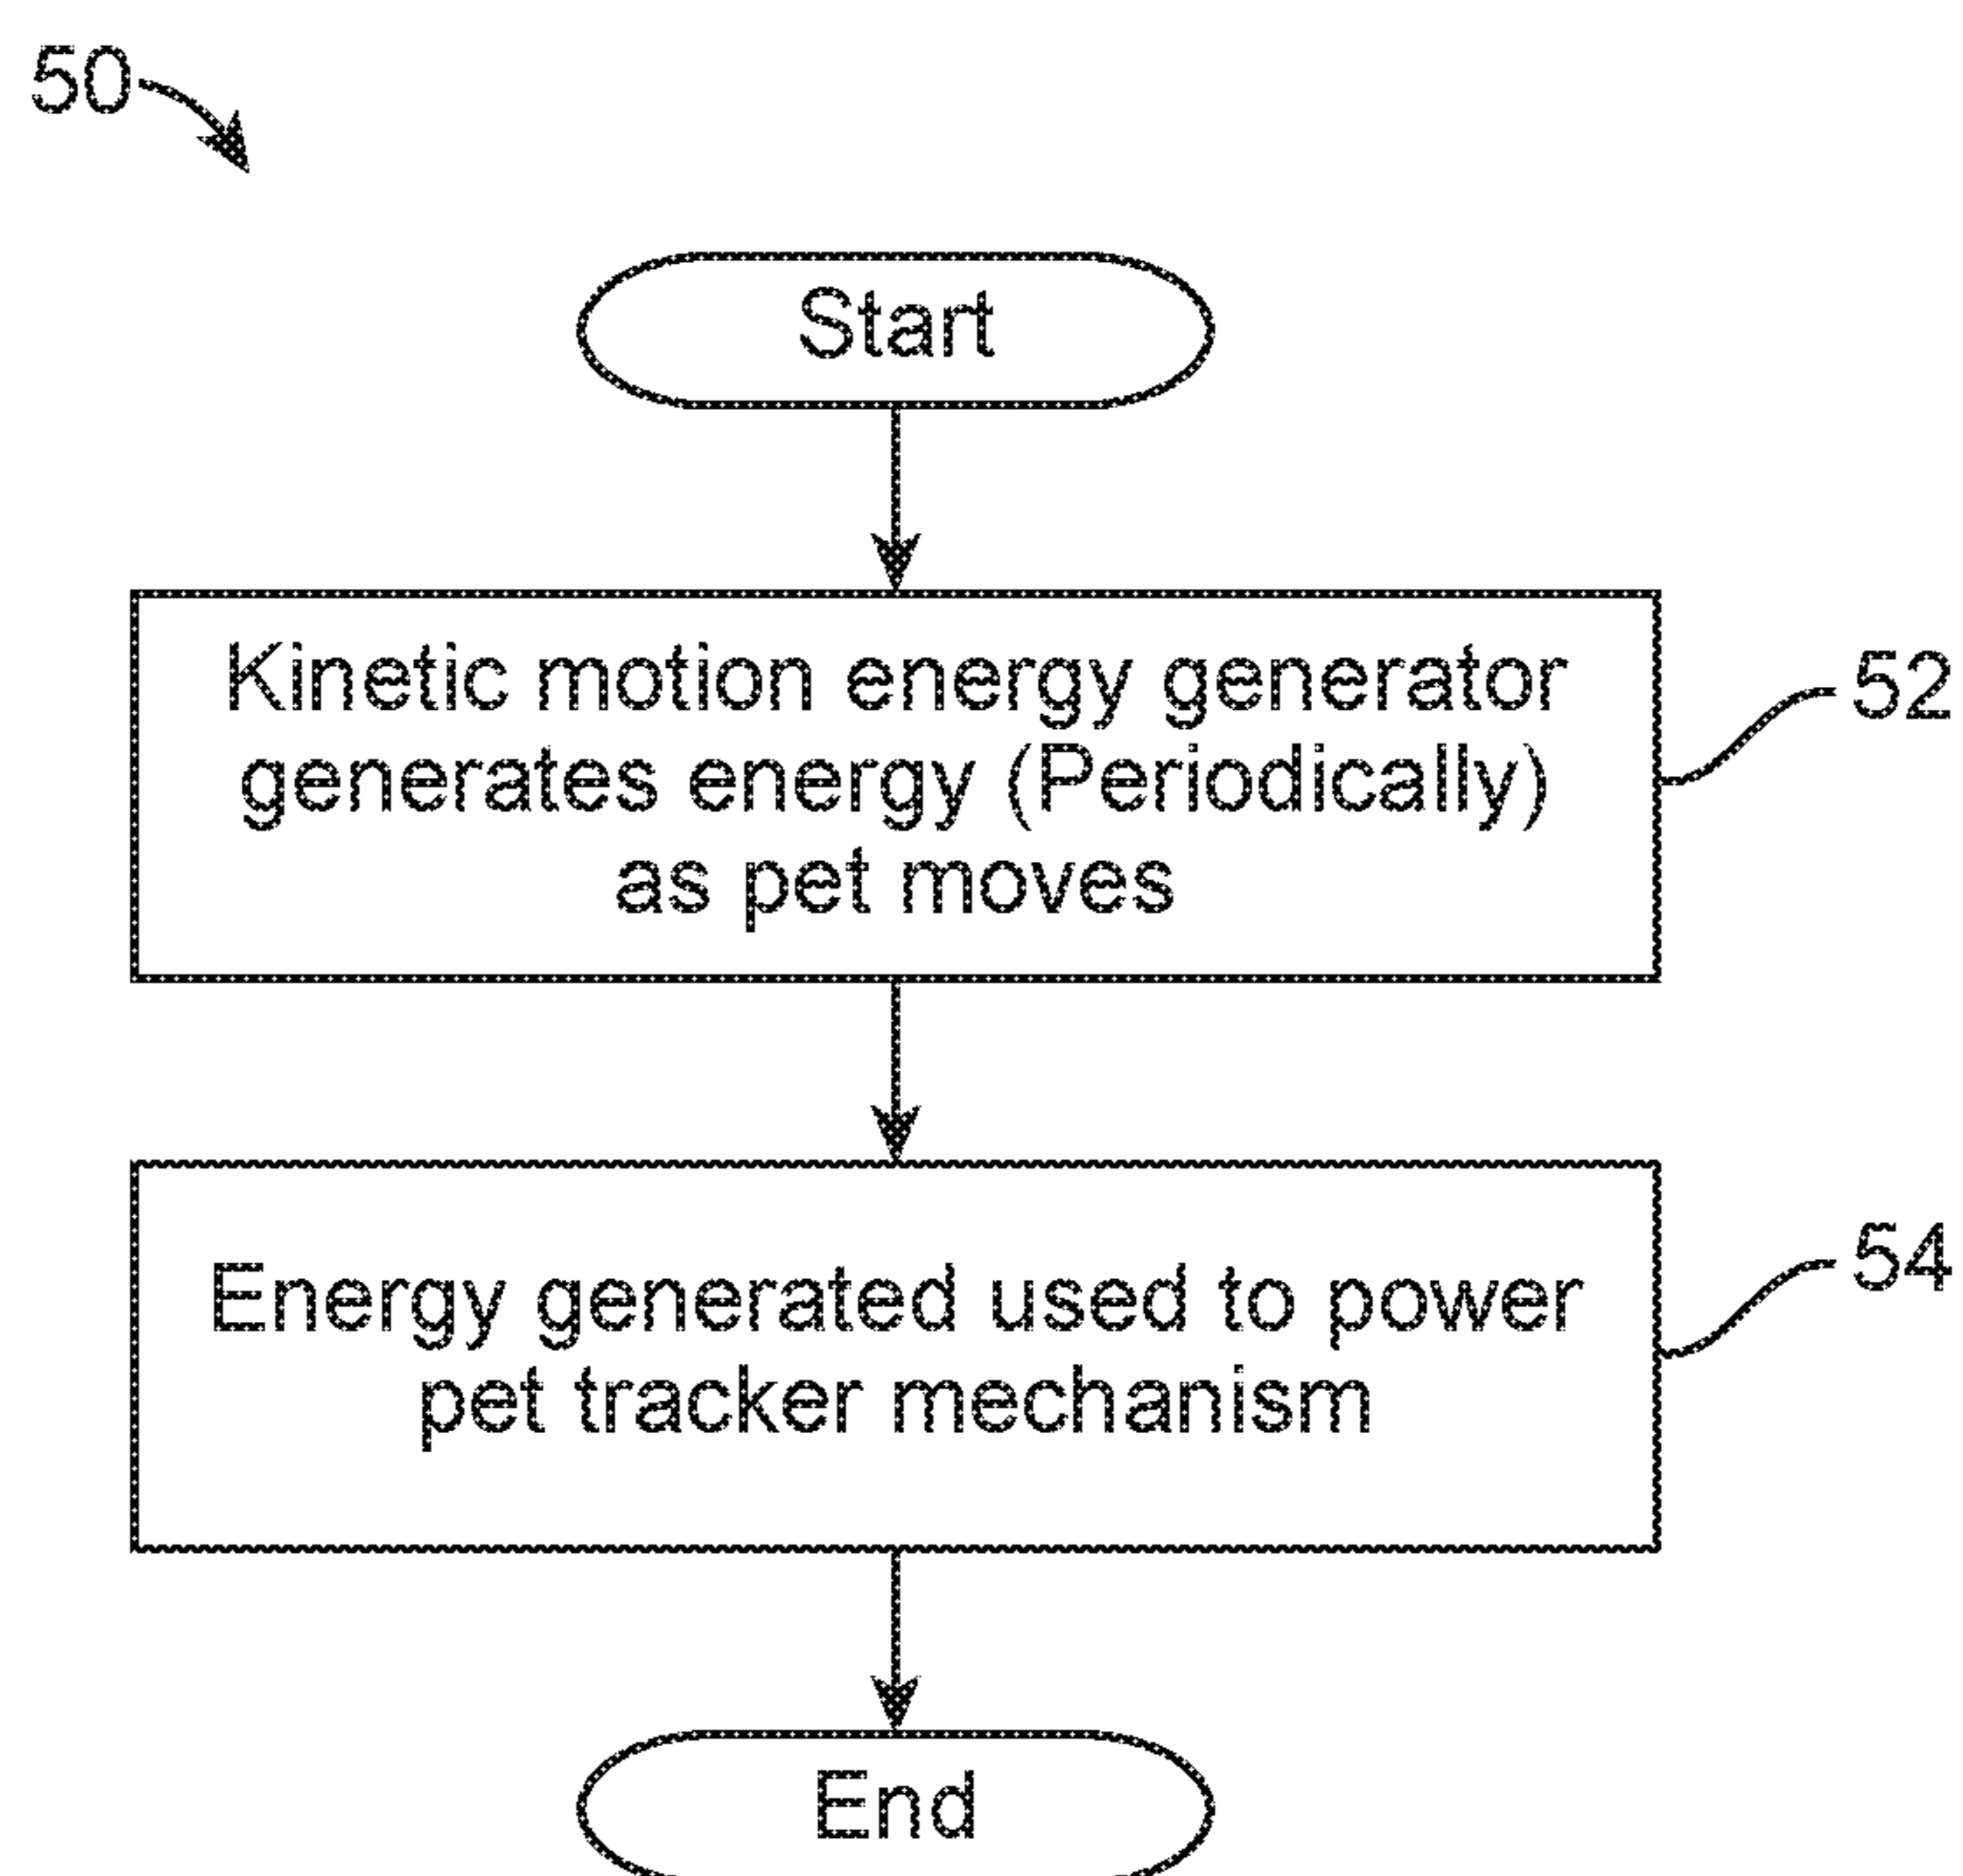 50
Start
Kinetic motion energy generator
generates energy (Periodically)
as pet moves
52
Energy generated used to power
pet tracker mechanism
54
End